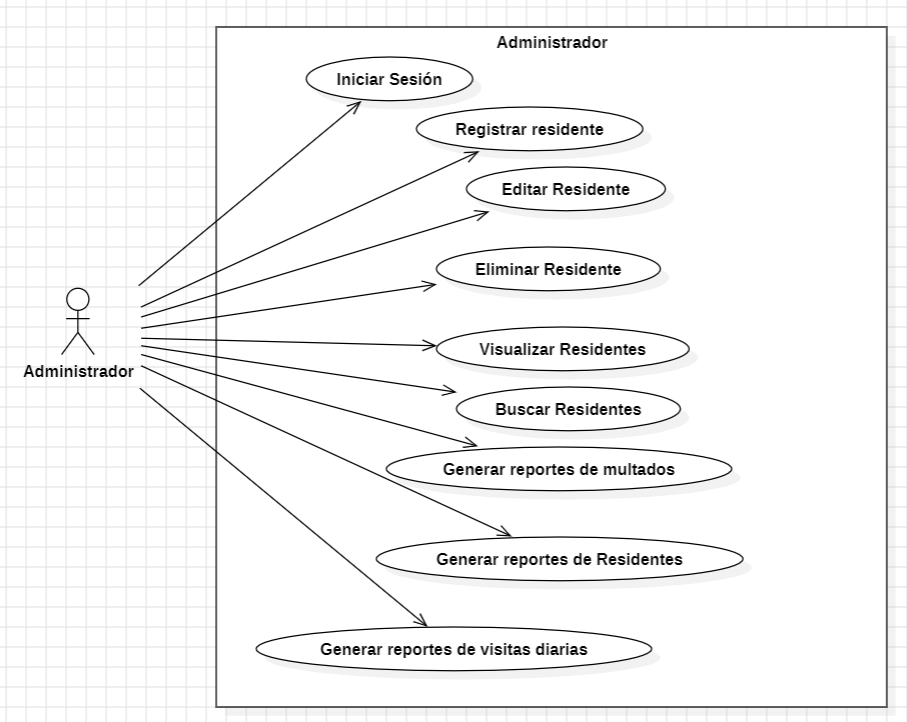 Administrador
Iniciar Sesión
Registrar residente
Editar Residente
Eliminar Residente
Visualizar Residentes
Administrador
Buscar Residentes
Generar reportes de multados
Generar reportes de Residentes
Generar reportes de visitas diarias